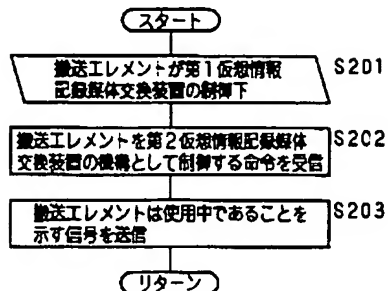 スタート
搬送エレメントが第1仮想情報
記録媒体交換装置の制御下
S201
搬送エレメントを第2仮想情報記録媒体
交換装置の機構として制御する命令を受信
S202
搬送エレメントは使用中であることを
示す信号を送信
S203
リターン